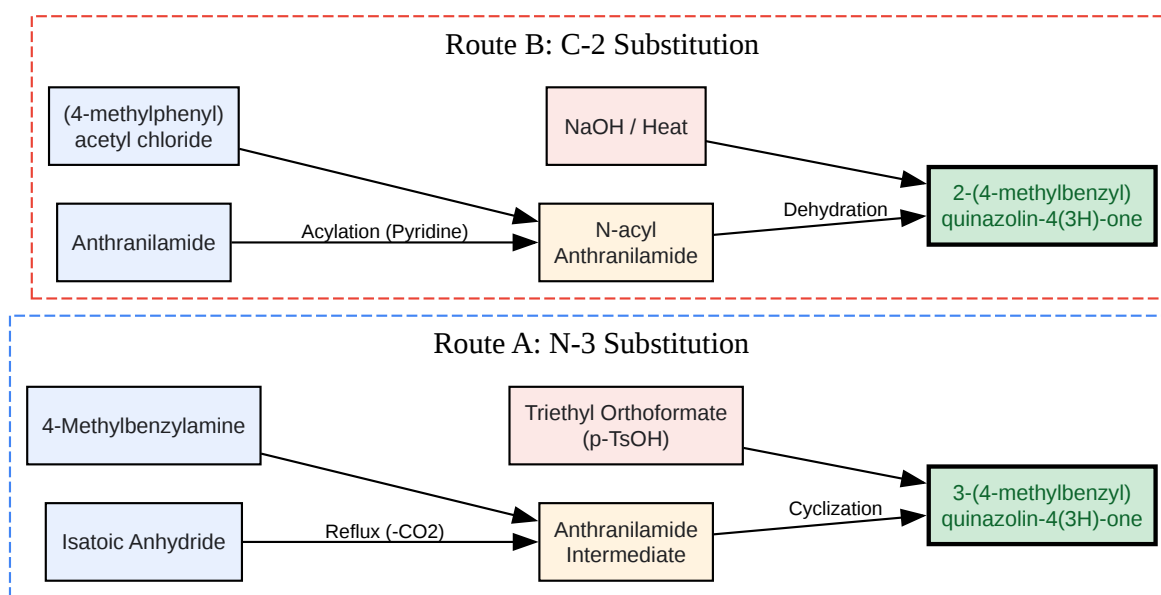 Route B: C-2 Substitution
(4-methylphenyl)
acetyl chloride
NaOH / Heat
Anthranilamide
Acylation (Pyridine)
N-acyl
Anthranilamide
Dehydration
2-(4-methylbenzyl)
quinazolin-4(3H)-one
Route A: N-3 Substitution
4-Methylbenzylamine
Triethyl Orthoformate
(p-TsOH)
Isatoic Anhydride
Reflux (-CO2)
Anthranilamide
Intermediate
Cyclization
3-(4-methylbenzyl)
quinazolin-4(3H)-one